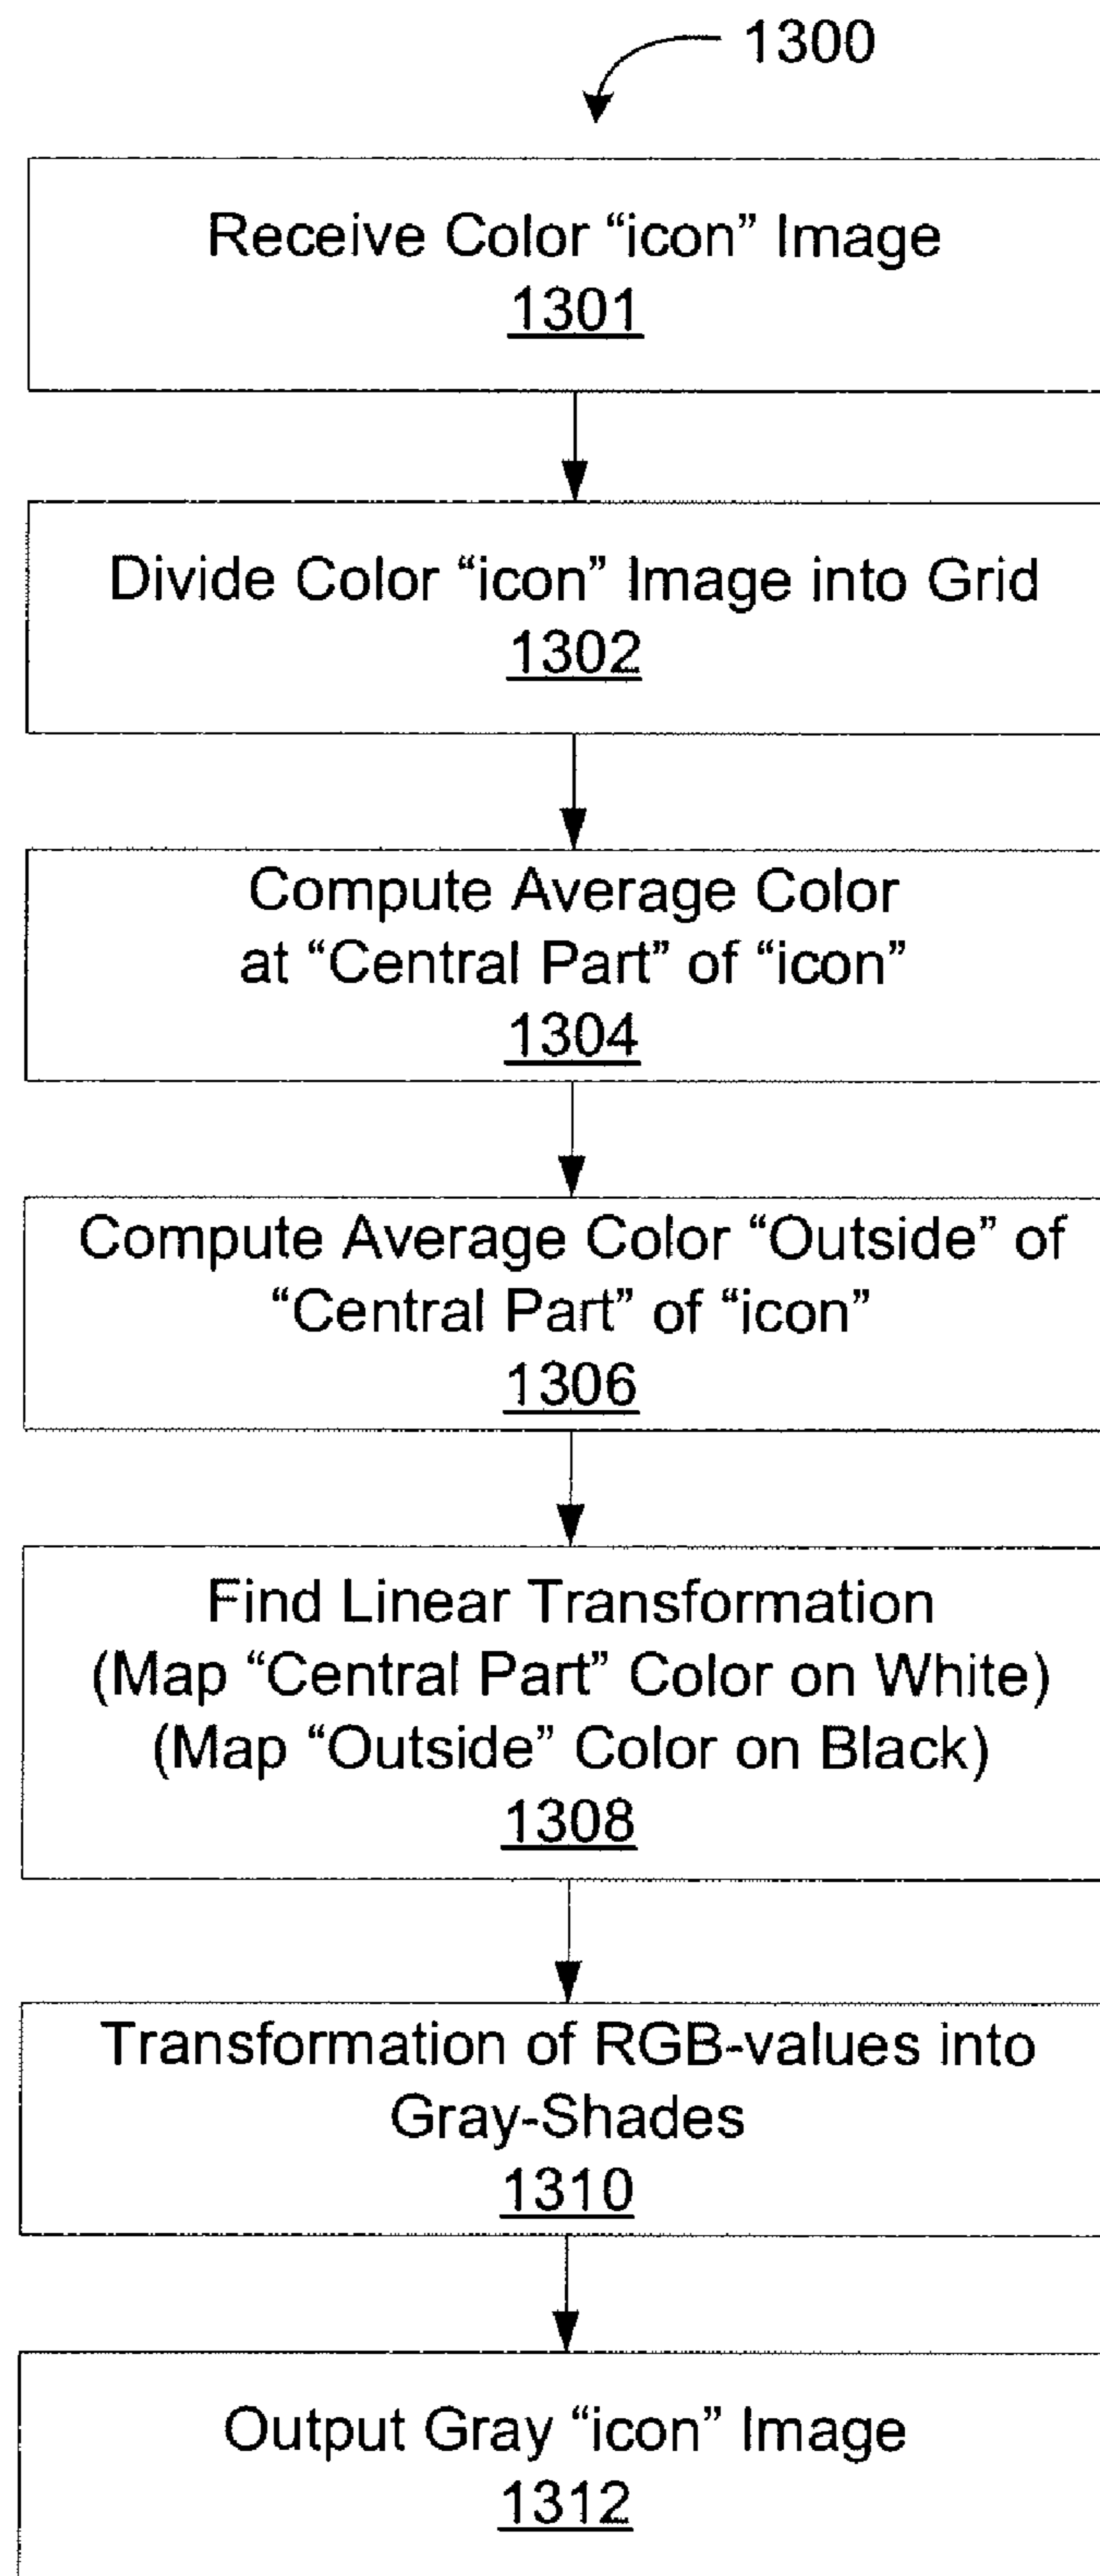 1300
Receive Color “icon” Image
1301
Divide Color “icon” Image into Grid
1302
Compute Average Color
at “Central Part” of “icon”
1304
Compute Average Color “Outside” of
“Central Part” of “icon”
1306
Find Linear Transformation
(Map “Central Part” Color on White)
(Map “Outside” Color on Black)
1308
Transformation of RGB-values into
Gray-Shades
1310
Output Gray “icon” Image
1312